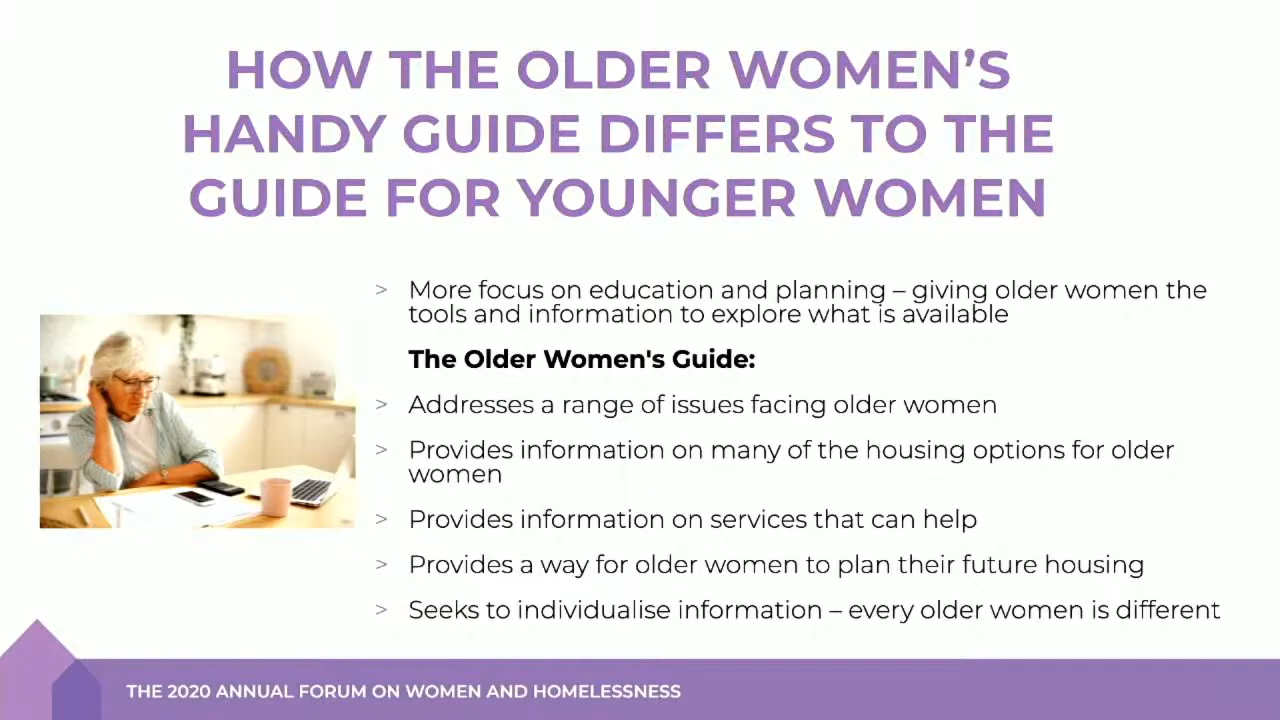 HOW THE OLDER WOMEN’S
HANDY GUIDE DIFFERS TO THE
GUIDE FOR YOUNGER WOMEN
> More focus on education and planning – giving older women the
tools and information to explore what is available
The Older Women's Guide:
> Addresses a range of issues facing older women
> Provides information on many of the housing options for older
women
> Provides information on services that can help
> Provides a way for older women to plan their future housing
> Seeks to individualise information – every older women is different
THE 2020 ANNUAL FORUM ON WOMEN AND HOMELESSNESS